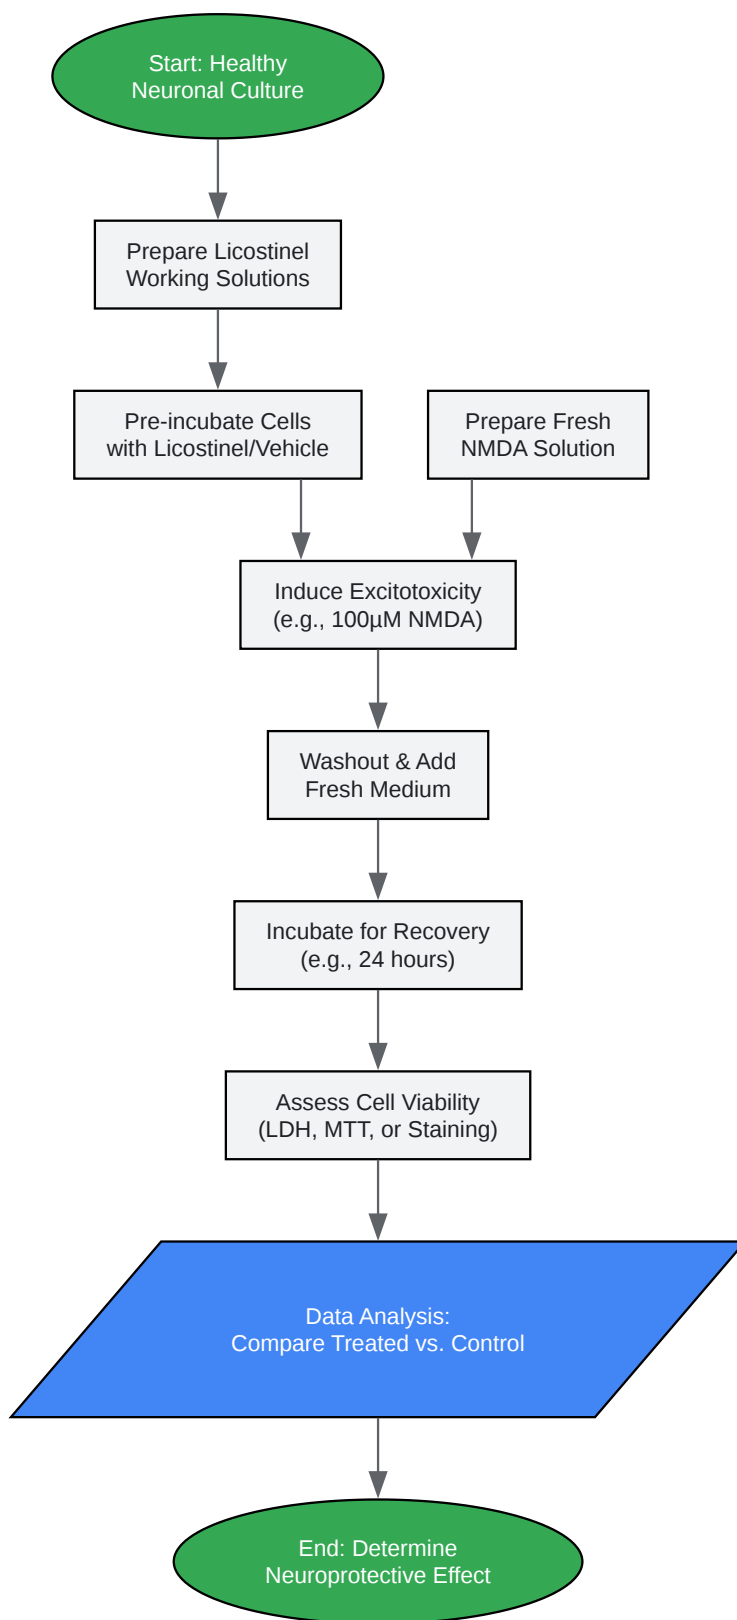 Start: Healthy
Neuronal Culture
Prepare Licostinel
Working Solutions
Pre-incubate Cells
with Licostinel/Vehicle
Prepare Fresh
NMDA Solution
Induce Excitotoxicity
(e.g., 100µM NMDA)
Washout & Add
Fresh Medium
Incubate for Recovery
(e.g., 24 hours)
Assess Cell Viability
(LDH, MTT, or Staining)
Data Analysis:
Compare Treated vs. Control
End: Determine
Neuroprotective Effect